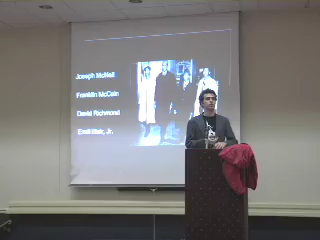 Joseph McNeil
Franklin McCain
David Richmond
Ezell Blair, Jr.